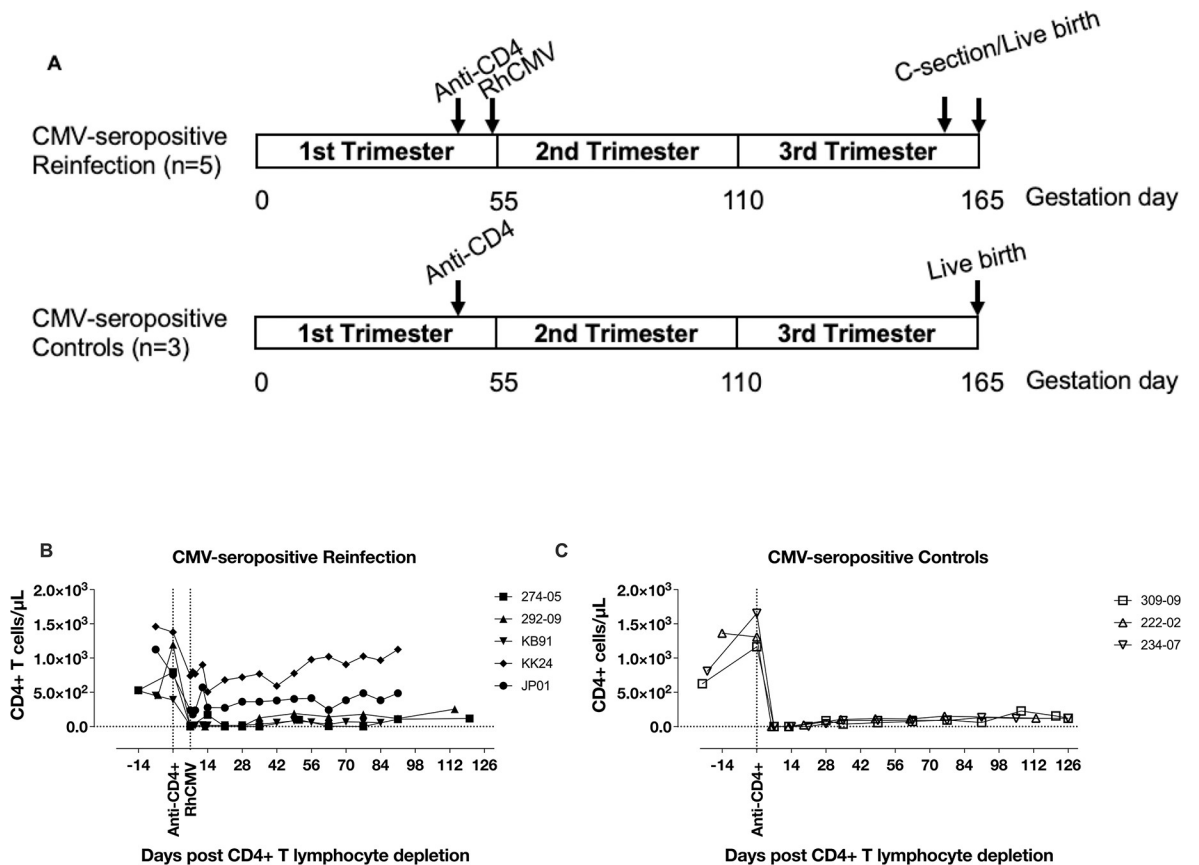 A
Anti-CD4
RhCMV
C-section/Live birth
CMV-seropositive
Reinfection (n=5)
1st Trimester
2nd Trimester
3rd Trimester
0
55
110
165
Gestation day
Anti-CD4
Live birth
CMV-seropositive
Controls (n=3)
1st Trimester
2nd Trimester
3rd Trimester
0
55
110
165
Gestation day
B
CMV-seropositive Reinfection
CD4+ T cells/μL
2.0×10³
1.5×10³
1.0×10³
5.0×10²
0.0
-14
Anti-CD4+
RhCMV
14
28
42
56
70
84
98
112
126
Days post CD4+ T lymphocyte depletion
274-05
292-09
KB91
KK24
JP01
C
CMV-seropositive Controls
CD4+ cells/μL
2.0×10³
1.5×10³
1.0×10³
5.0×10²
0.0
-14
Anti-CD4+
14
28
42
56
70
84
98
112
126
Days post CD4+ T lymphocyte depletion
309-09
222-02
234-07